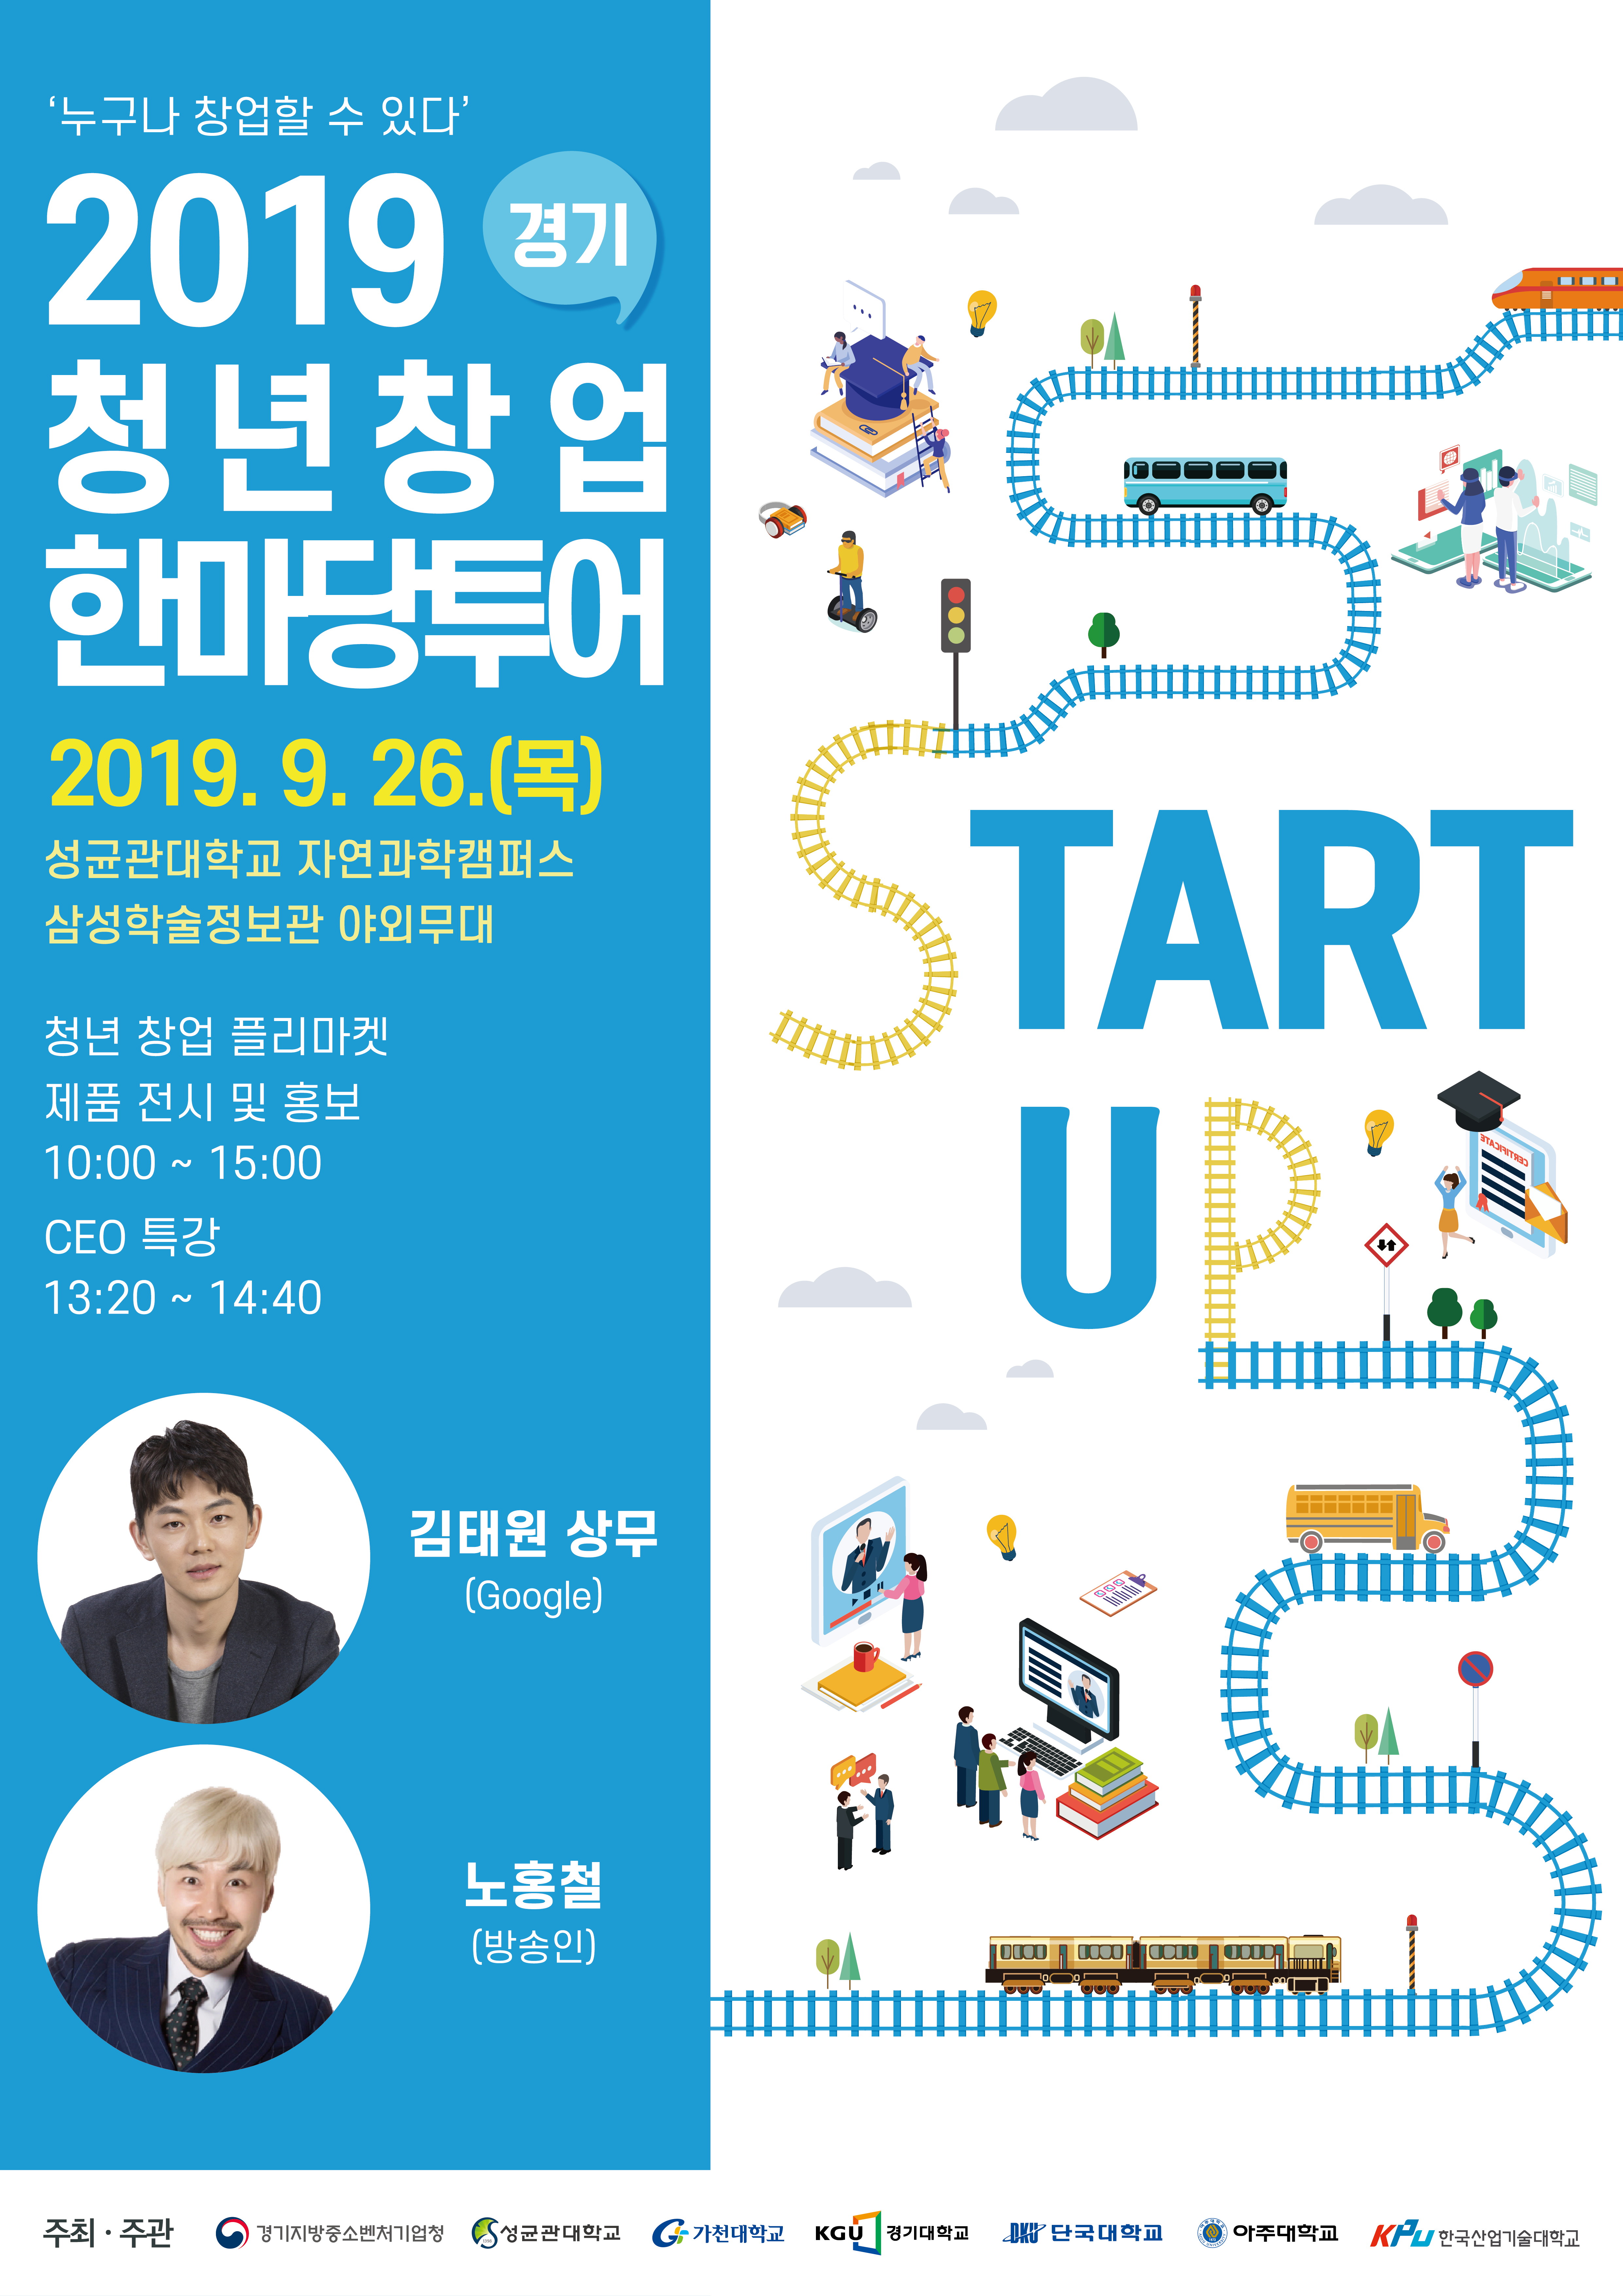 ‘누구나 창업할 수 있다’
2019
경기
청년창업
한마당투어
2019. 9. 26.(목)
성균관대학교 자연과학캠퍼스
삼성학술정보관 야외무대
청년 창업 플리마켓
제품 전시 및 홍보
10:00 ~ 15:00
CEO 특강
13:20 ~ 14:40
김태원 상무
(Google)
노홍철
(방송인)
TART
UP
CERTIFICATE
주최 · 주관
경기지방중소벤처기업청
성균관대학교
가천대학교
KGU 경기대학교
DKU 단국대학교
아주대학교
KPU 한국산업기술대학교